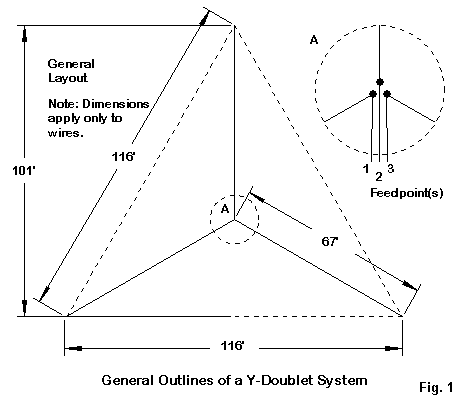 General
Layout
Note: Dimensions
apply only to
wires.
A
1
2
3
Feedpoint(s)
116'
101'
A
67'
116'
General Outlines of a Y-Doublet System
Fig. 1